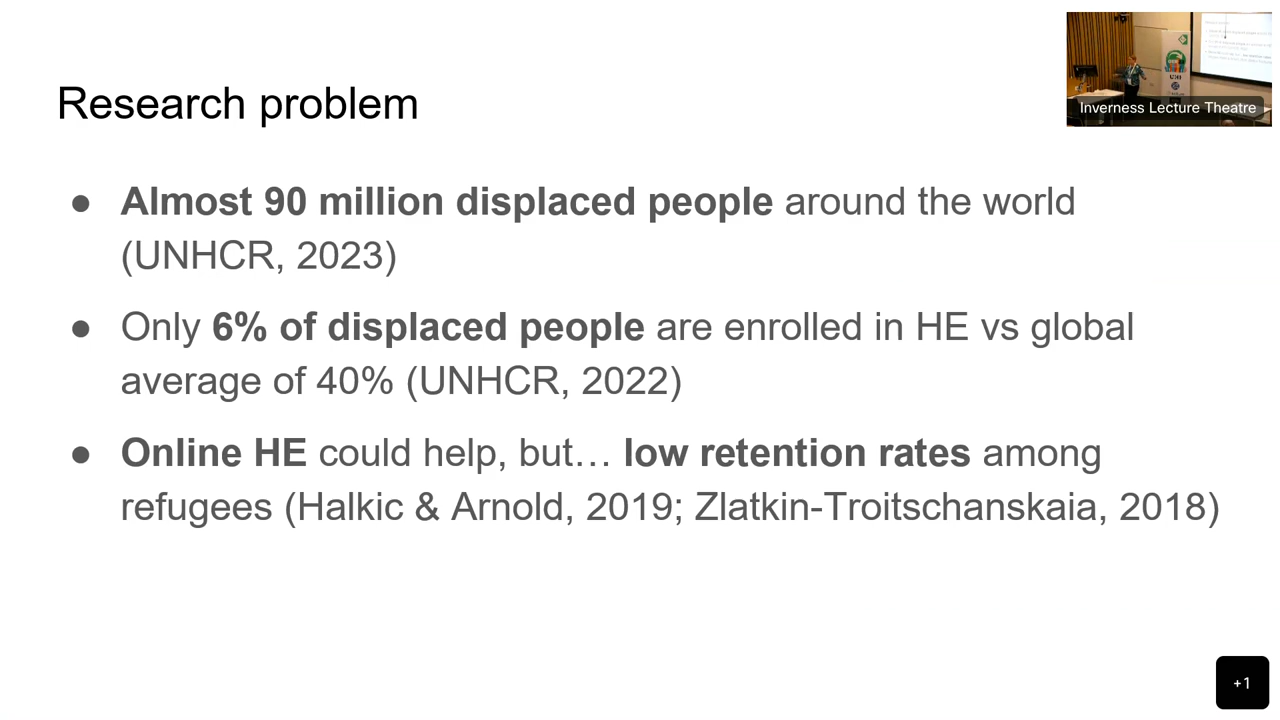 Research problem
Inverness Lecture Theatre
● Almost 90 million displaced people around the world
(UNHCR, 2023)
● Only 6% of displaced people are enrolled in HE vs global
average of 40% (UNHCR, 2022)
● Online HE could help, but… low retention rates among
refugees (Halkic & Arnold, 2019; Zlatkin-Troitschanskaia, 2018)
+1